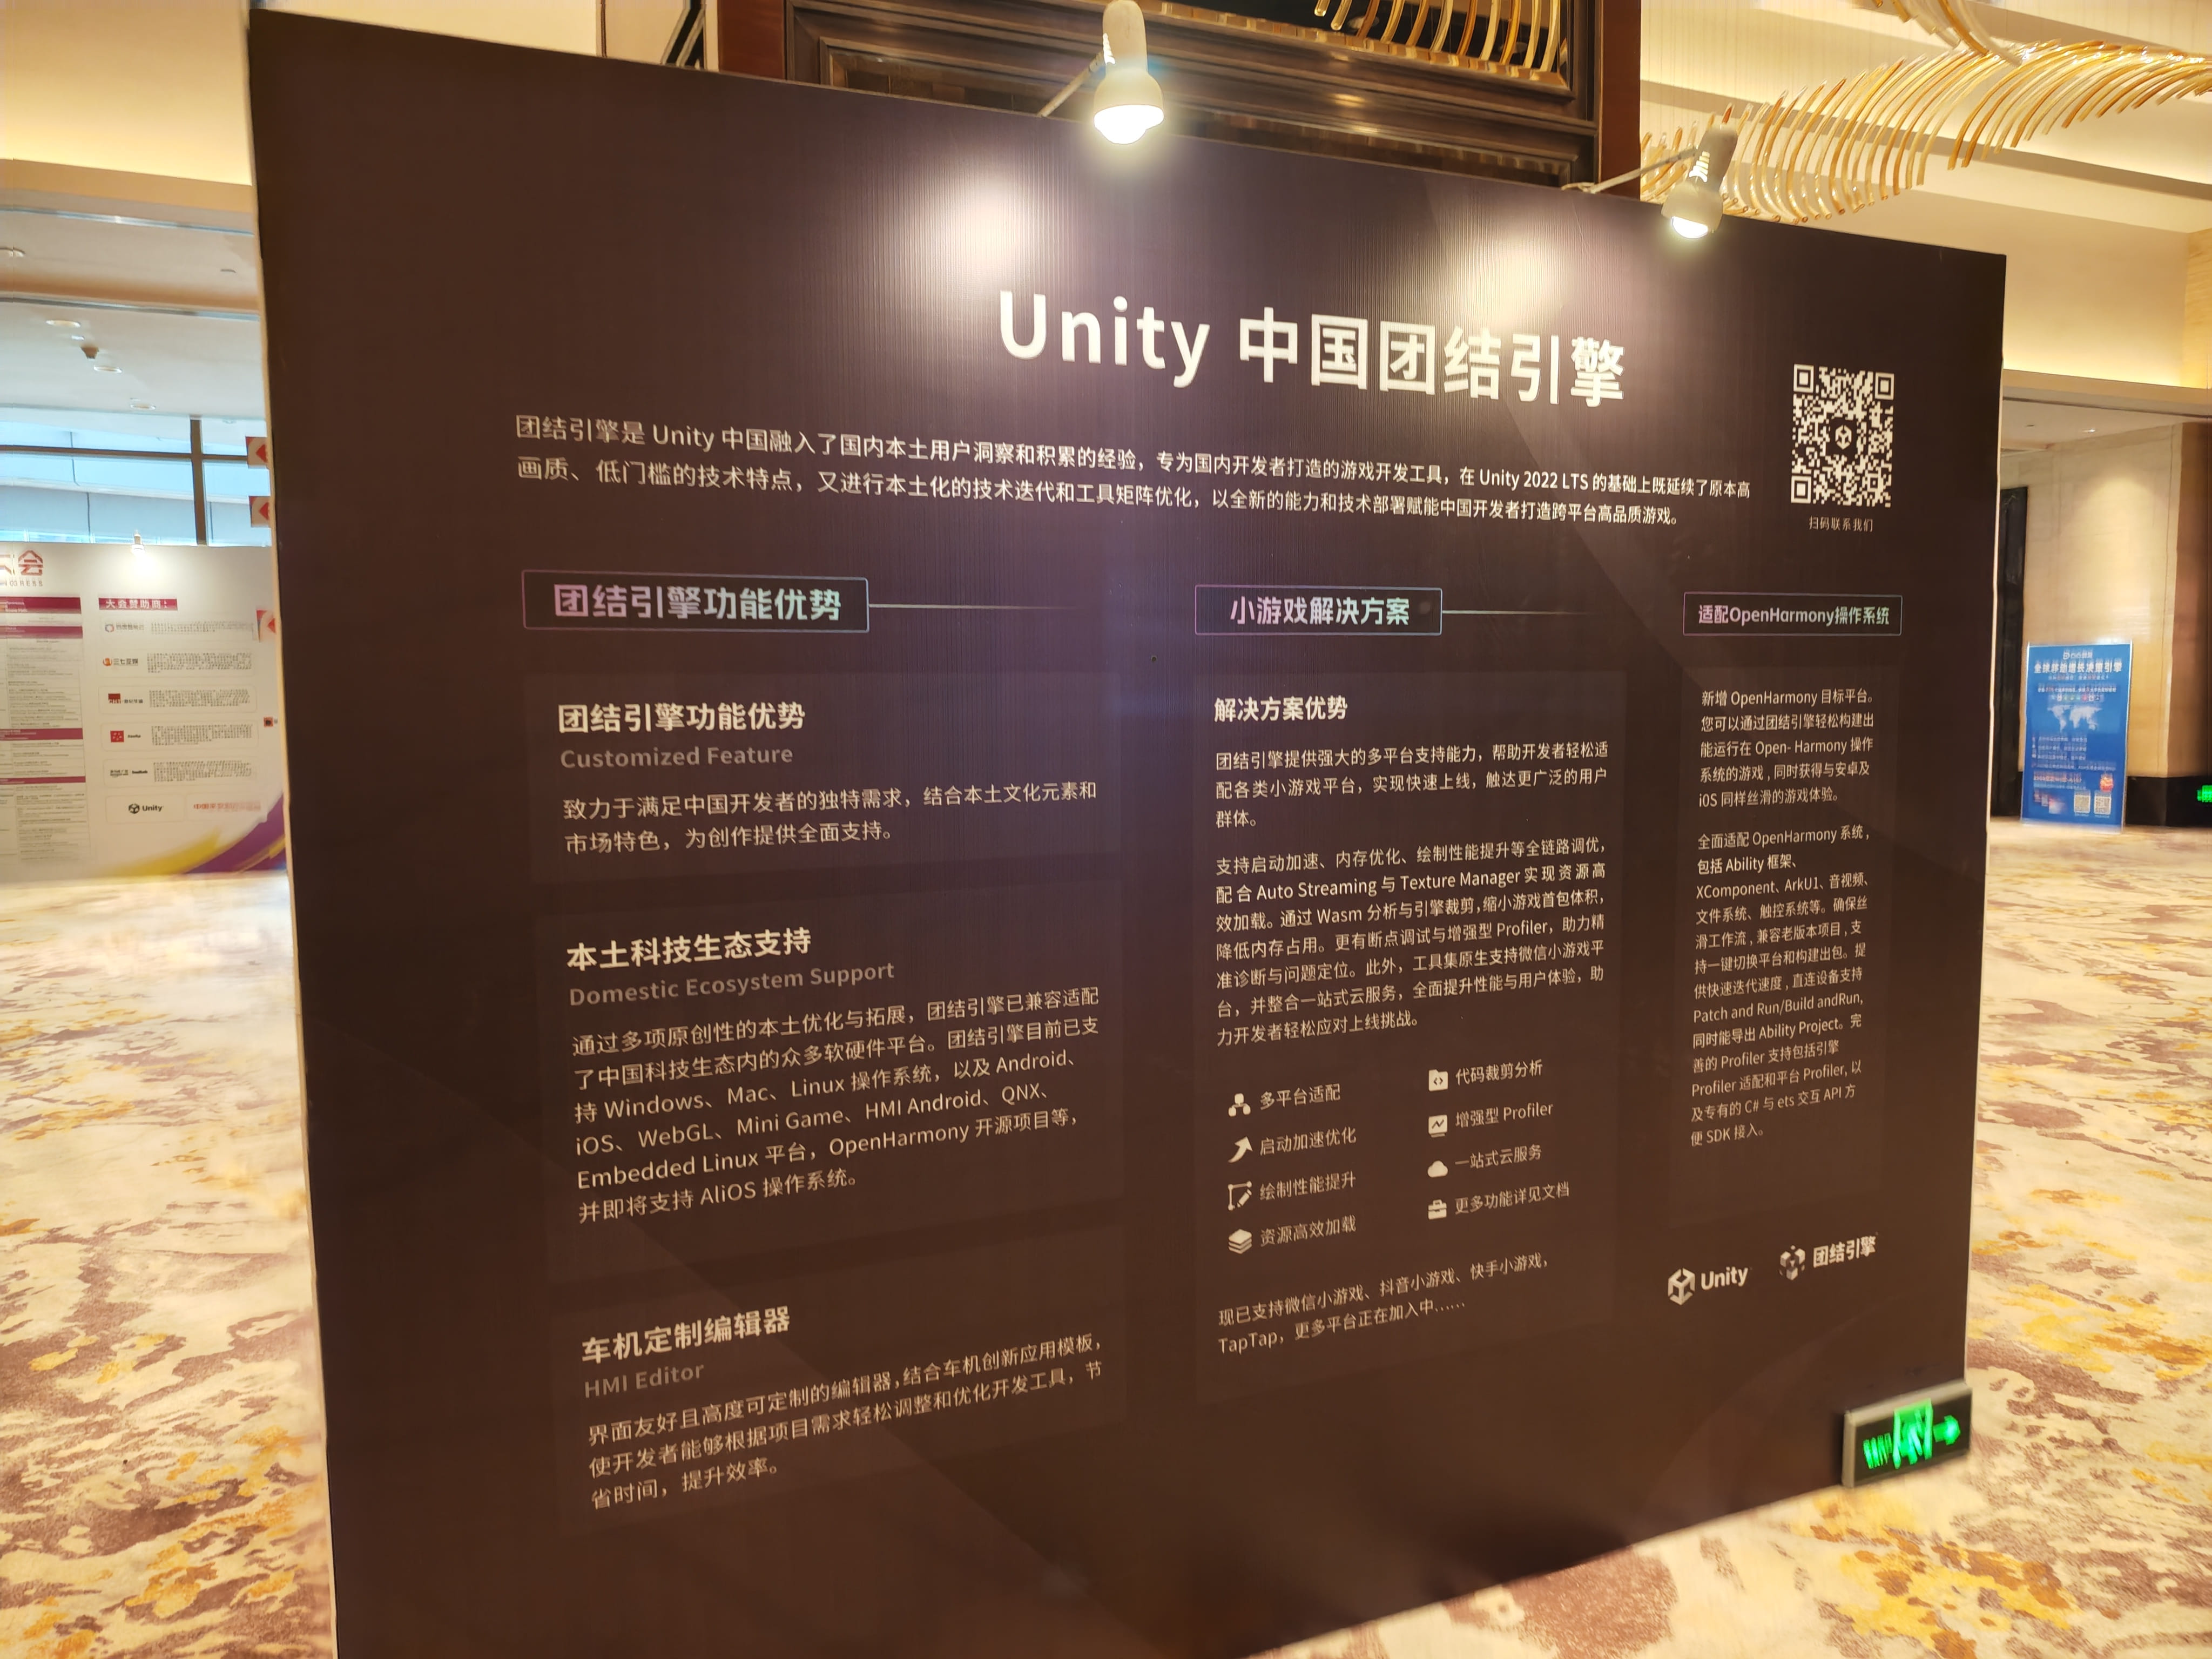 Unity 中国团结引擎
团结引擎是 Unity 中国融入了国内本土用户洞察和积累的经验，专为国内开发者打造的游戏开发工具，在 Unity 2022 LTS 的基础上既延续了原本高
画质、低门槛的技术特点，又进行本土化的技术迭代和工具矩阵优化，以全新的能力和技术部署赋能中国开发者打造跨平台高品质游戏。
扫码联系我们
团结引擎功能优势
团结引擎功能优势
Customized Feature
致力于满足中国开发者的独特需求，结合本土文化元素和
市场特色，为创作提供全面支持。
本土科技生态支持
Domestic Ecosystem Support
通过多项原创性的本土优化与拓展，团结引擎已兼容适配
了中国科技生态内的众多软硬件平台。团结引擎目前已支
持 Windows、Mac、Linux 操作系统，以及 Android、
iOS、WebGL、Mini Game、HMI Android、QNX、
Embedded Linux 平台，OpenHarmony 开源项目等，
并即将支持 AliOS 操作系统。
车机定制编辑器
HMI Editor
界面友好且高度可定制的编辑器,结合车机创新应用模板，
使开发者能够根据项目需求轻松调整和优化开发工具，节
省时间，提升效率。
小游戏解决方案
解决方案优势
团结引擎提供强大的多平台支持能力，帮助开发者轻松适
配各类小游戏平台，实现快速上线，触达更广泛的用户
群体。
支持启动加速、内存优化、绘制性能提升等全链路调优，
配合 Auto Streaming 与 Texture Manager 实现资源高
效加载。通过 Wasm 分析与引擎裁剪,缩小游戏首包体积，
降低内存占用。更有断点调试与增强型 Profiler，助力精
准诊断与问题定位。此外，工具集原生支持微信小游戏平
台，并整合一站式云服务，全面提升性能与用户体验，助
力开发者轻松应对上线挑战。
多平台适配
启动加速优化
绘制性能提升
资源高效加载
代码裁剪分析
增强型 Profiler
一站式云服务
更多功能详见文档
现已支持微信小游戏、抖音小游戏、快手小游戏，
TapTap，更多平台正在加入中……
适配OpenHarmony操作系统
新增 OpenHarmony 目标平台。
您可以通过团结引擎轻松构建出
能运行在 Open- Harmony 操作
系统的游戏 , 同时获得与安卓及
iOS 同样丝滑的游戏体验。
全面适配 OpenHarmony 系统 ,
包括 Ability 框架、
XComponent、ArkU1、音视频、
文件系统、触控系统等。确保丝
滑工作流 , 兼容老版本项目 , 支
持一键切换平台和构建出包。提
供快速迭代速度 , 直连设备支持
Patch and Run/Build andRun,
同时能导出 Ability Project。完
善的 Profiler 支持包括引擎
Profiler 适配和平台 Profiler, 以
及专有的 C# 与 ets 交互 API 方
便 SDK 接入。
Unity
团结引擎
会
大会赞助商：
三七互娱
Unity
全球移动增长决策引擎